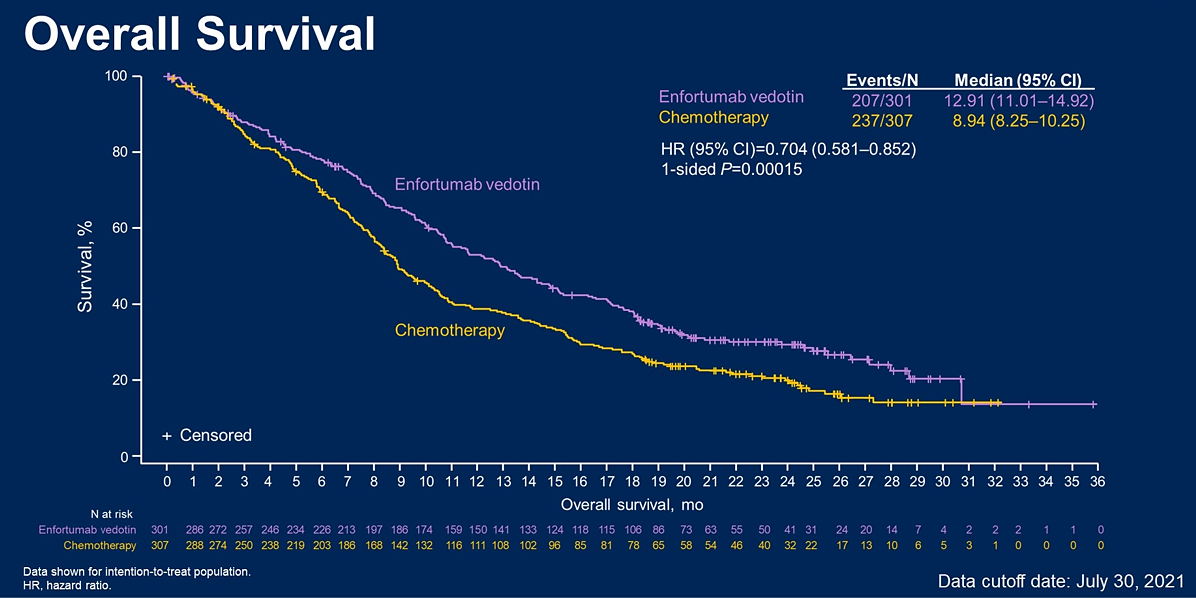 Overall Survival
Events/N Median (95% CI)
Enfortumab vedotin 207/301 12.91 (11.01–14.92)
Chemotherapy 237/307 8.94 (8.25–10.25)
HR (95% CI)=0.704 (0.581–0.852)
1-sided P=0.00015
Survival, %
100
80
60
40
20
0
Enfortumab vedotin
Chemotherapy
+ Censored
0 1 2 3 4 5 6 7 8 9 10 11 12 13 14 15 16 17 18 19 20 21 22 23 24 25 26 27 28 29 30 31 32 33 34 35 36
Overall survival, mo
N at risk
Enfortumab vedotin 301 286 272 257 246 234 226 213 197 186 174 159 150 141 133 124 118 115 106 86 73 63 55 50 41 31 24 20 14 7 4 2 2 2 1 1 0
Chemotherapy 307 288 274 250 238 219 203 186 168 142 132 116 111 108 102 96 85 81 78 65 58 54 46 40 32 22 17 13 10 6 5 3 1 0 0 0 0
Data shown for intention-to-treat population.
HR, hazard ratio.
Data cutoff date: July 30, 2021